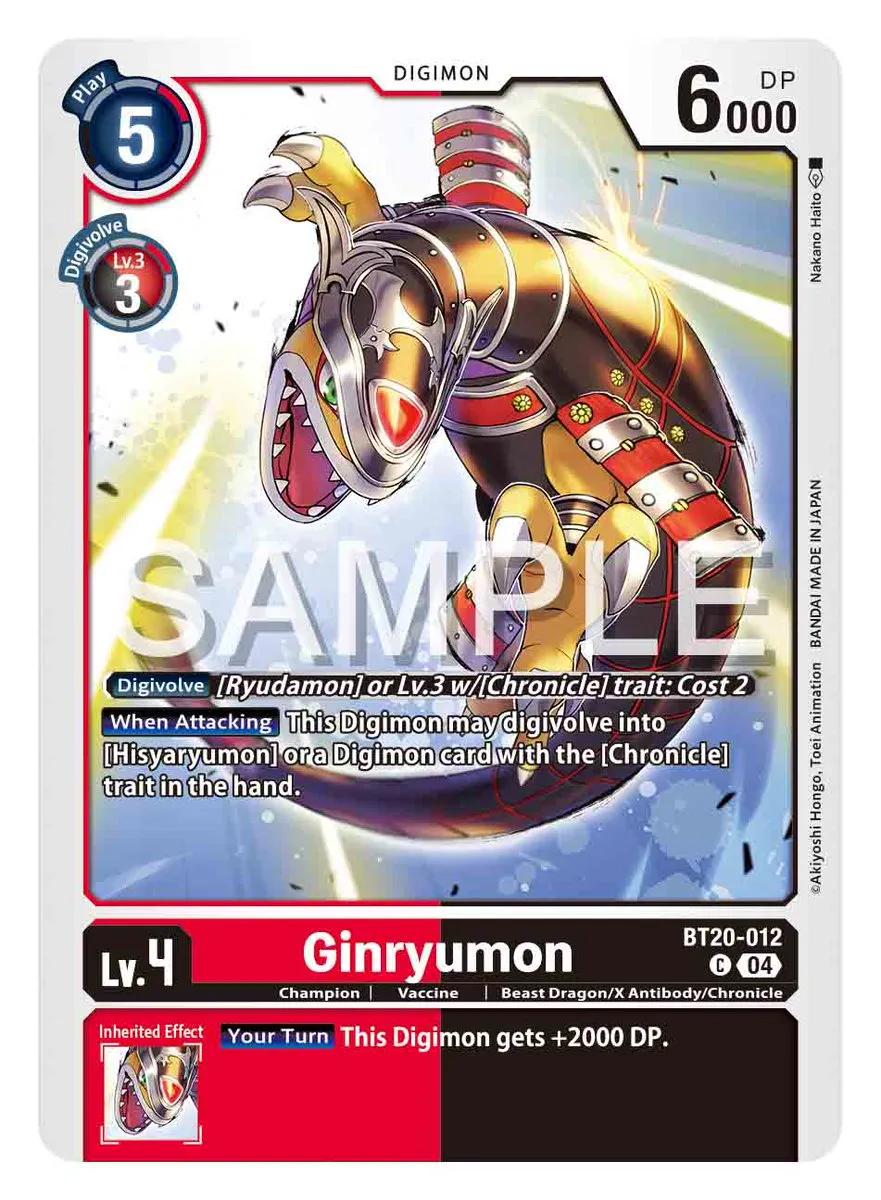 DIGIMON
Play
5
6000
DP
Digivolve
Lv.3
3
Nakano Haito
SAMPLE
Digivolve [Ryudamon] or Lv.3 w/[Chronicle] trait: Cost 2
When Attacking This Digimon may digivolve into
[Hisyaryumon] or a Digimon card with the [Chronicle]
trait in the hand.
©Akiyoshi Hongo, Toei Animation BANDAI MADE IN JAPAN
Lv.4
Ginryumon
BT20-012
C 04
Champion | Vaccine | Beast Dragon/X Antibody/Chronicle
Inherited Effect
Your Turn This Digimon gets +2000 DP.